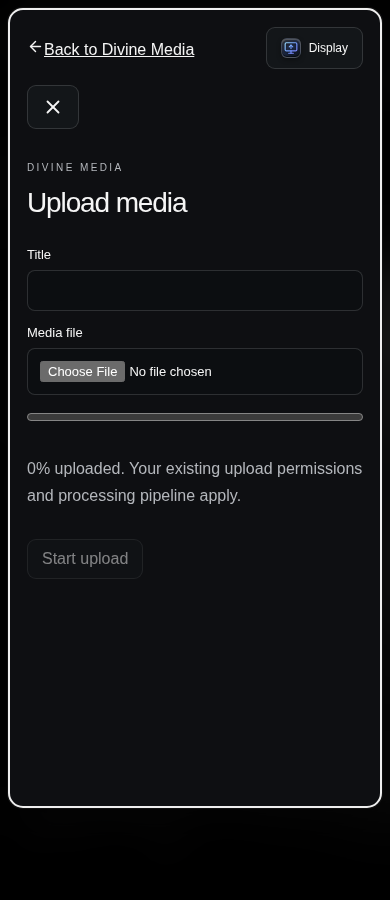 Back to Divine Media
Display
DIVINE MEDIA
Upload media
Title
Media file
Choose File No file chosen
0% uploaded. Your existing upload permissions
and processing pipeline apply.
Start upload